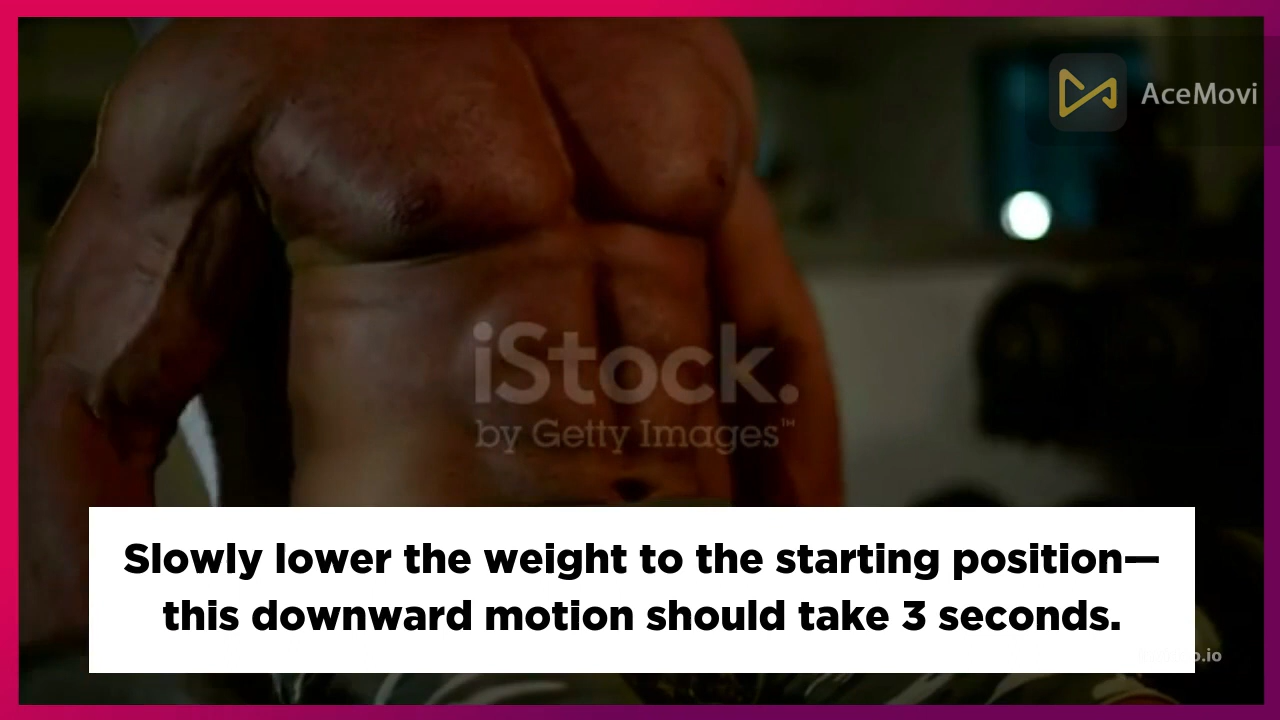 AceMovi
iStock.
by Getty Images™
Slowly lower the weight to the starting position—
this downward motion should take 3 seconds.
.io